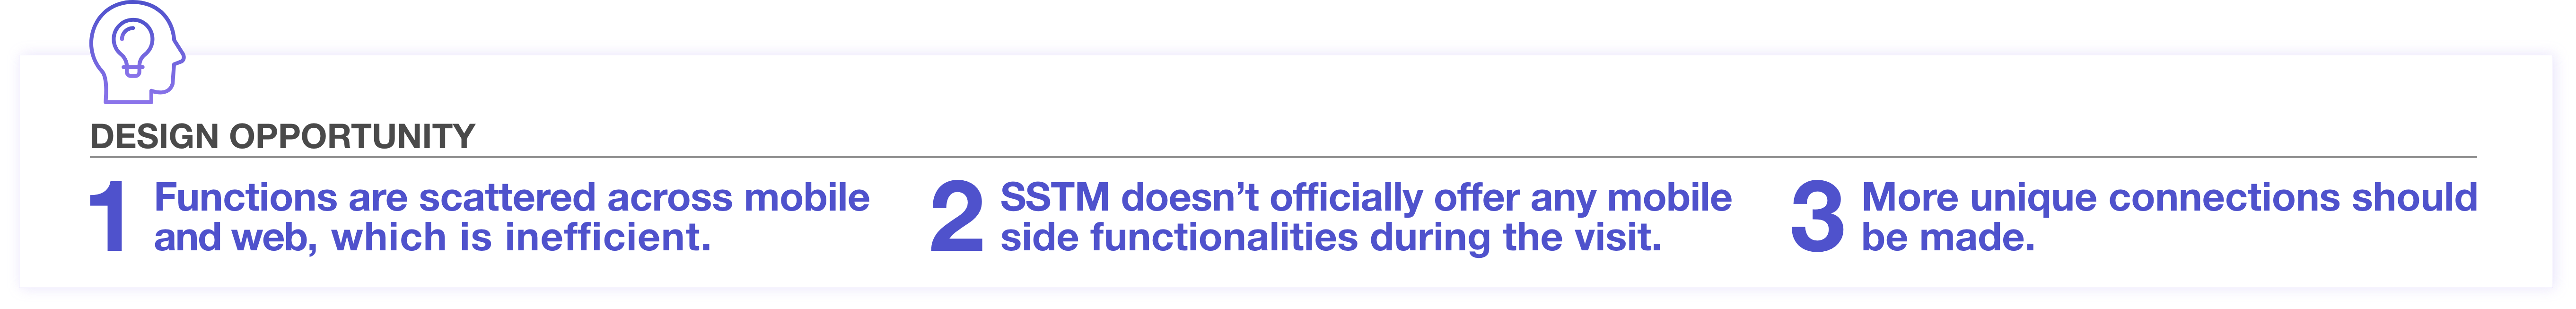 DESIGN OPPORTUNITY
1 Functions are scattered across mobile
and web, which is inefficient.
2 SSTM doesn’t officially offer any mobile
side functionalities during the visit.
3 More unique connections should
be made.